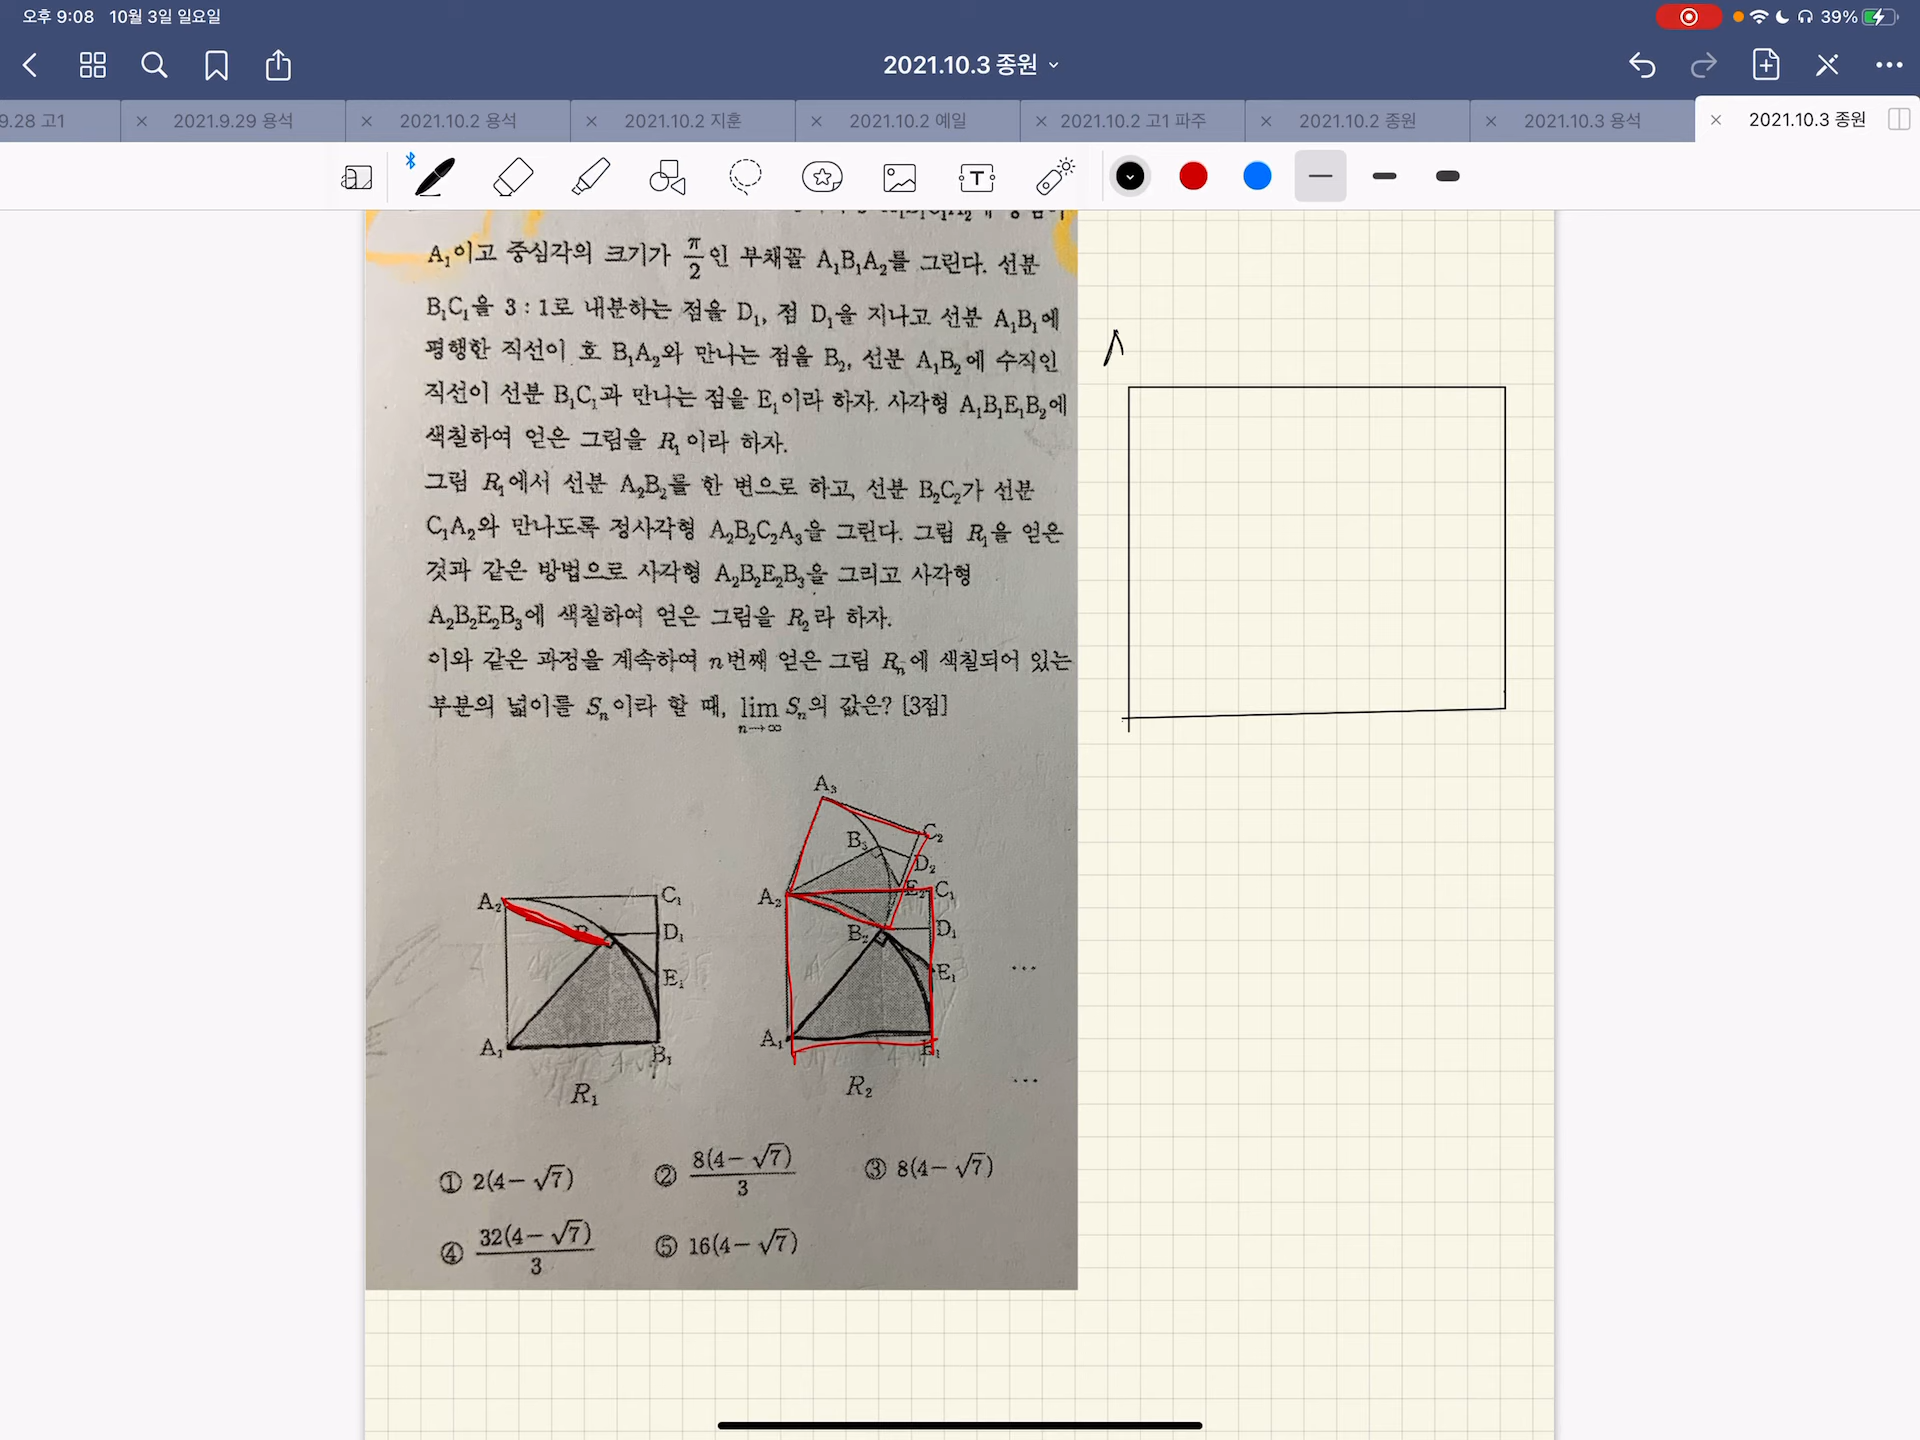 오후 9:08 10월 3일 일요일
39%
2021.10.3 종원
9.28 고1
2021.9.29 용석
2021.10.2 용석
2021.10.2 지훈
2021.10.2 예일
2021.10.2 고1 파주
2021.10.2 종원
2021.10.3 용석
2021.10.3 종원
A₁이고 중심각의 크기가 π/2인 부채꼴 A₁B₁A₂를 그린다. 선분
B₁C₁을 3 : 1로 내분하는 점을 D₁, 점 D₁을 지나고 선분 A₁B₁에
평행한 직선이 호 B₁A₂와 만나는 점을 B₂, 선분 A₁B₂에 수직인
직선이 선분 B₁C₁과 만나는 점을 E₁이라 하자. 사각형 A₁B₁E₁B₂에
색칠하여 얻은 그림을 R₁이라 하자.
그림 R₁에서 선분 A₂B₂를 한 변으로 하고, 선분 B₂C₂가 선분
C₁A₂와 만나도록 정사각형 A₂B₂C₂A₃을 그린다. 그림 R₁을 얻은
것과 같은 방법으로 사각형 A₂B₂E₂B₃을 그리고 사각형
A₂B₂E₂B₃에 색칠하여 얻은 그림을 R₂라 하자.
이와 같은 과정을 계속하여 n번째 얻은 그림 Rₙ에 색칠되어 있는
부분의 넓이를 Sₙ이라 할 때, lim n→∞ Sₙ의 값은? [3점]
A₃
B₃ C₂
D₂
A₂ C₁ A₂ E₂ C₁
D₁ B₂ D₁
E₁ E₁ ...
A₁ B₁ A₁ B₁
R₁ R₂ ...
① 2(4−√7) ② 8(4−√7)/3 ③ 8(4−√7)
④ 32(4−√7)/3 ⑤ 16(4−√7)